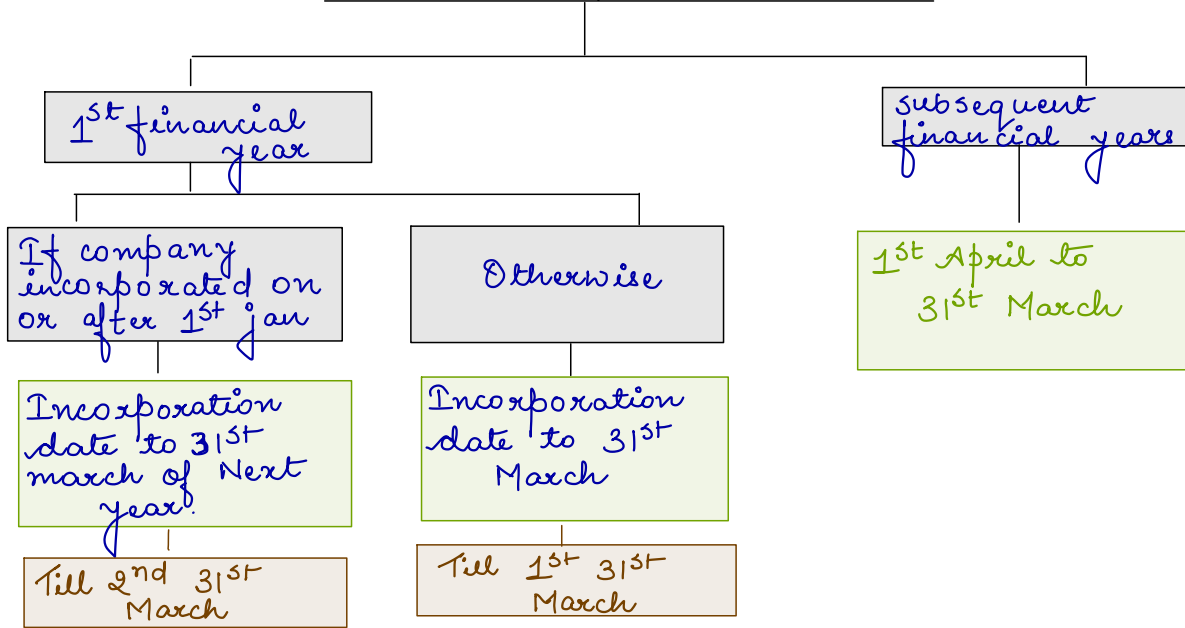 1st financial
year
subsequent
financial years
If company
incorporated on
or after 1st jan
Otherwise
1st April to
31st March
Incorporation
date to 31st
march of Next
year.
Incorporation
date to 31st
March
Till 2nd 31st
March
Till 1st 31st
March